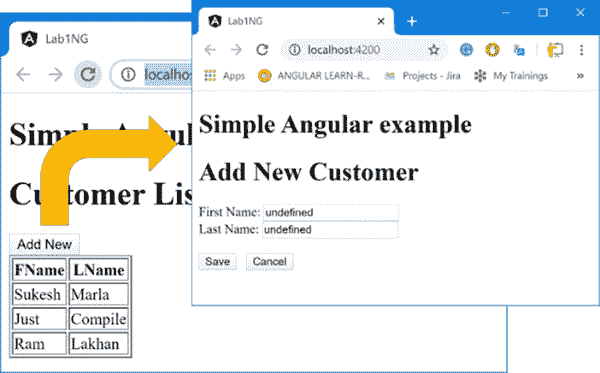 Lab1NG
localhos
Simple Ang
Customer Lis
Add New
FName LName
Sukesh Marla
Just Compile
Ram Lakhan
Lab1NG
localhost:4200
Apps ANGULAR LEARN-R... Projects - Jira My Trainings »
Simple Angular example
Add New Customer
First Name: undefined
Last Name: undefined
Save Cancel